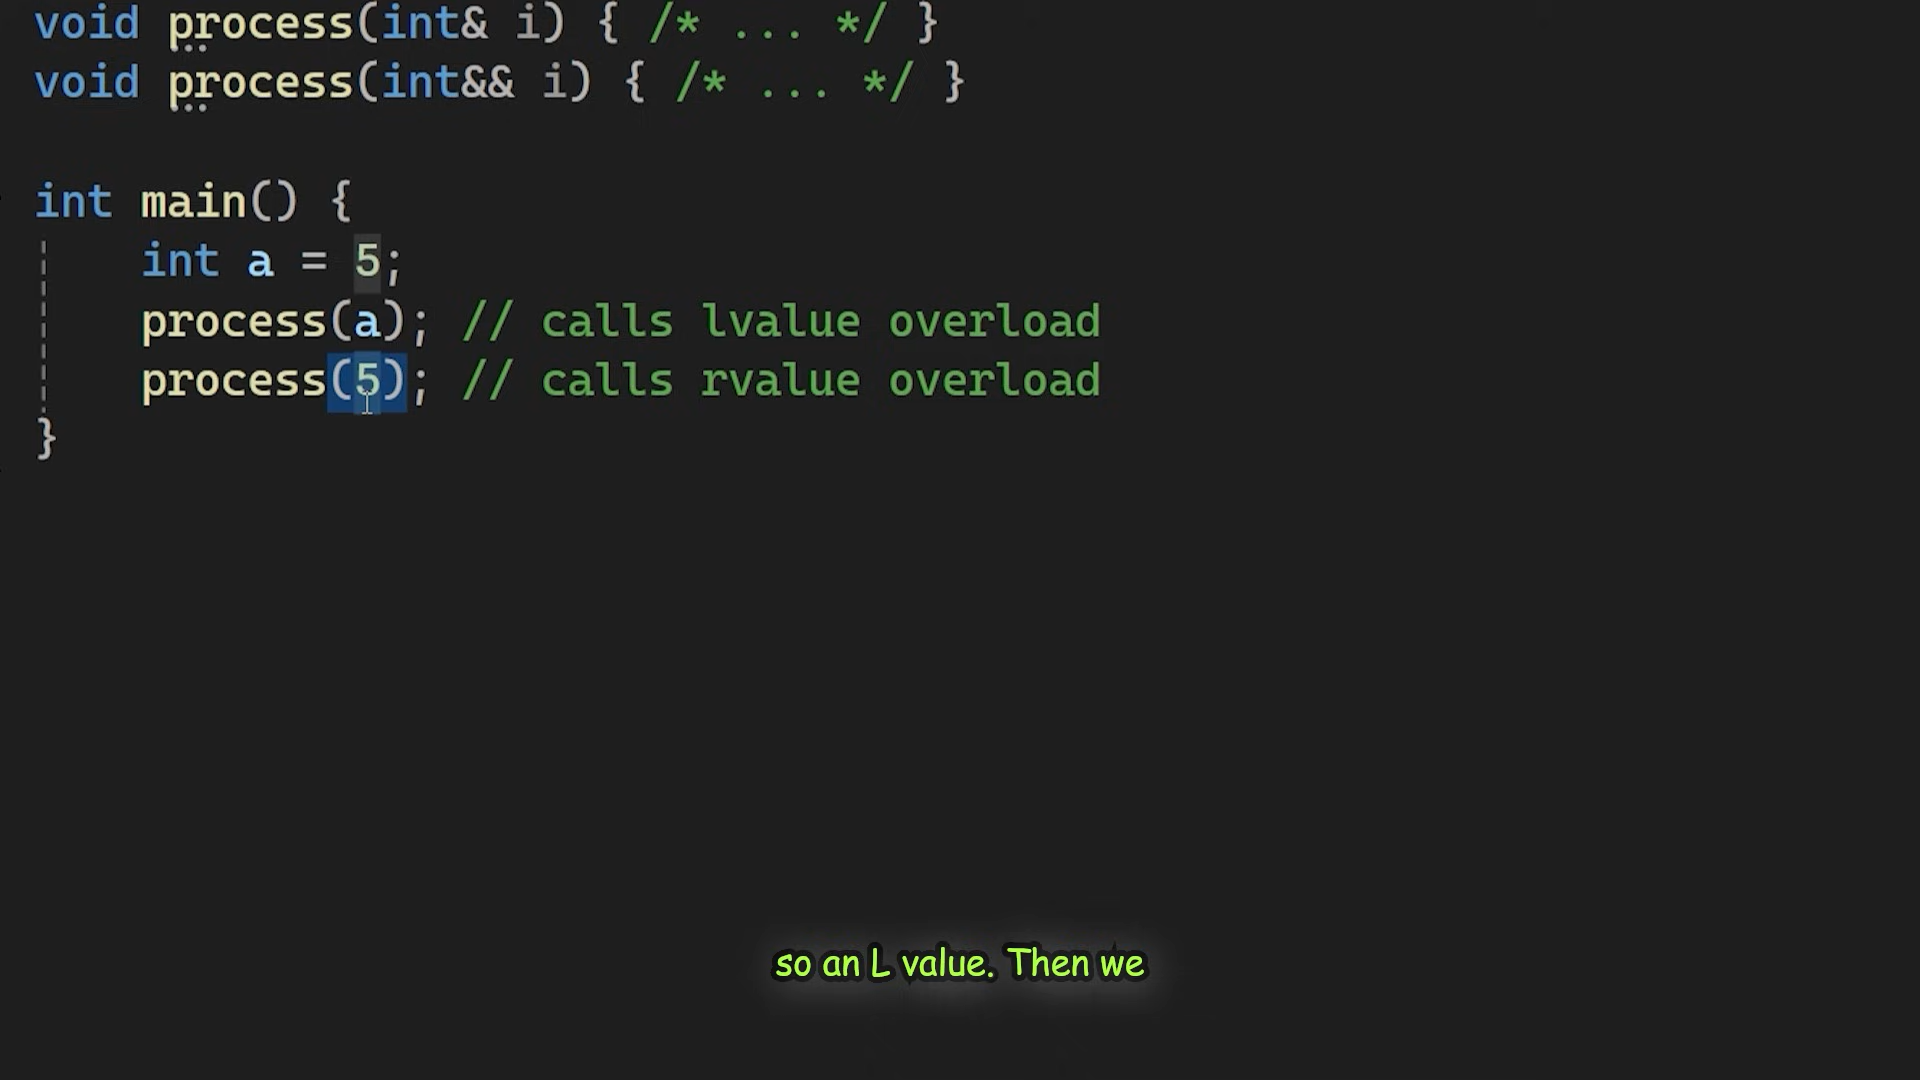 void process(int& i) { /* ... */ }
void process(int&& i) { /* ... */ }
int main() {
int a = 5;
process(a); // calls lvalue overload
process(5); // calls rvalue overload
}
so an L value. Then we